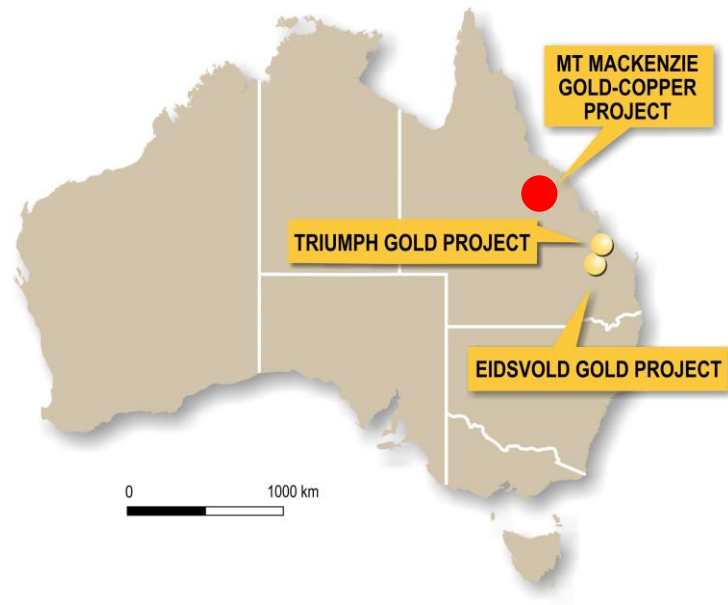 MT MACKENZIE
GOLD-COPPER
PROJECT
TRIUMPH GOLD PROJECT
EIDSVOLD GOLD PROJECT
0 1000 km